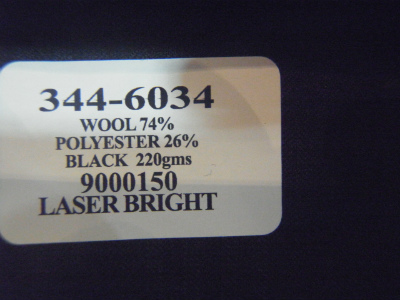 344-6034
WOOL 74%
POLYESTER 26%
BLACK 220gms
9000150
LASER BRIGHT